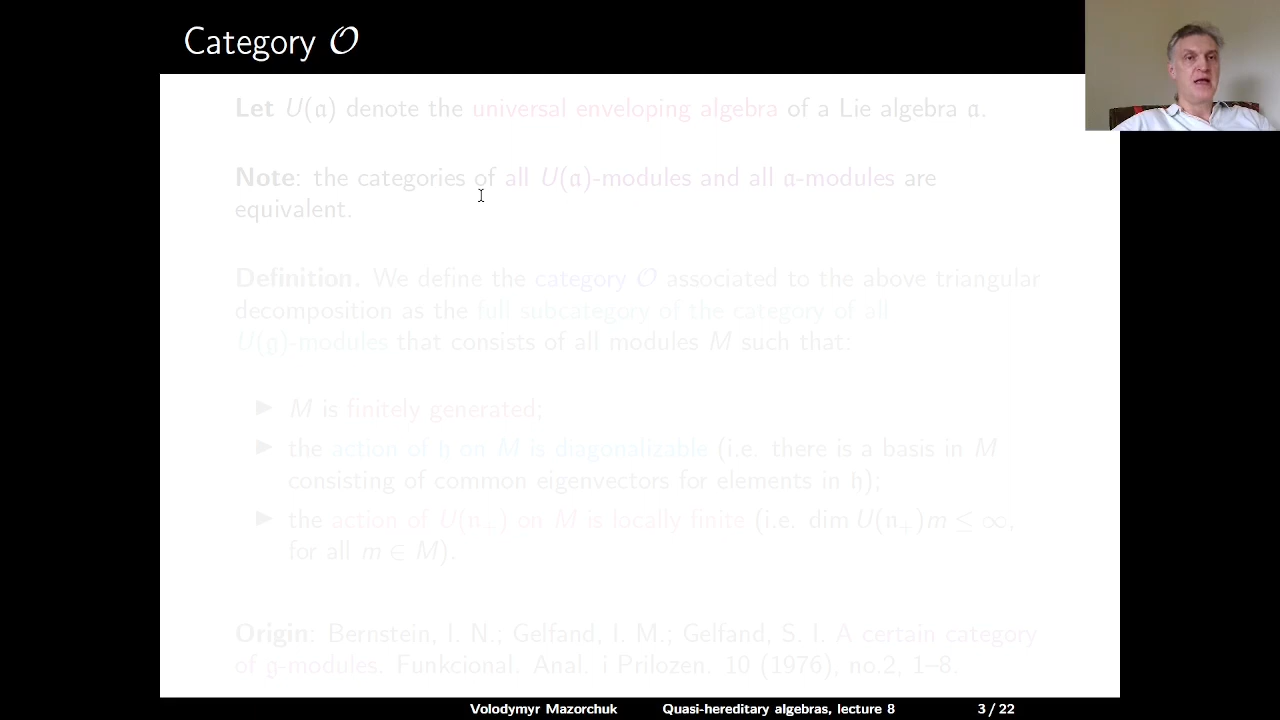 Category 𝒪
Let U(𝔞) denote the universal enveloping algebra of a Lie algebra 𝔞.
Note: the categories of all U(𝔞)-modules and all 𝔞-modules are
equivalent.
Definition. We define the category 𝒪 associated to the above triangular
decomposition as the full subcategory of the category of all
U(𝔤)-modules that consists of all modules M such that:
▶ M is finitely generated;
▶ the action of 𝔥 on M is diagonalizable (i.e. there is a basis in M
consisting of common eigenvectors for elements in 𝔥);
▶ the action of U(𝔫₊) on M is locally finite (i.e. dim U(𝔫₊)m ≤ ∞,
for all m ∈ M).
Origin: Bernstein, I. N.; Gelfand, I. M.; Gelfand, S. I. A certain category
of 𝔤-modules. Funkcional. Anal. i Prilozen. 10 (1976), no.2, 1–8.
Volodymyr Mazorchuk Quasi-hereditary algebras, lecture 8 3 / 22